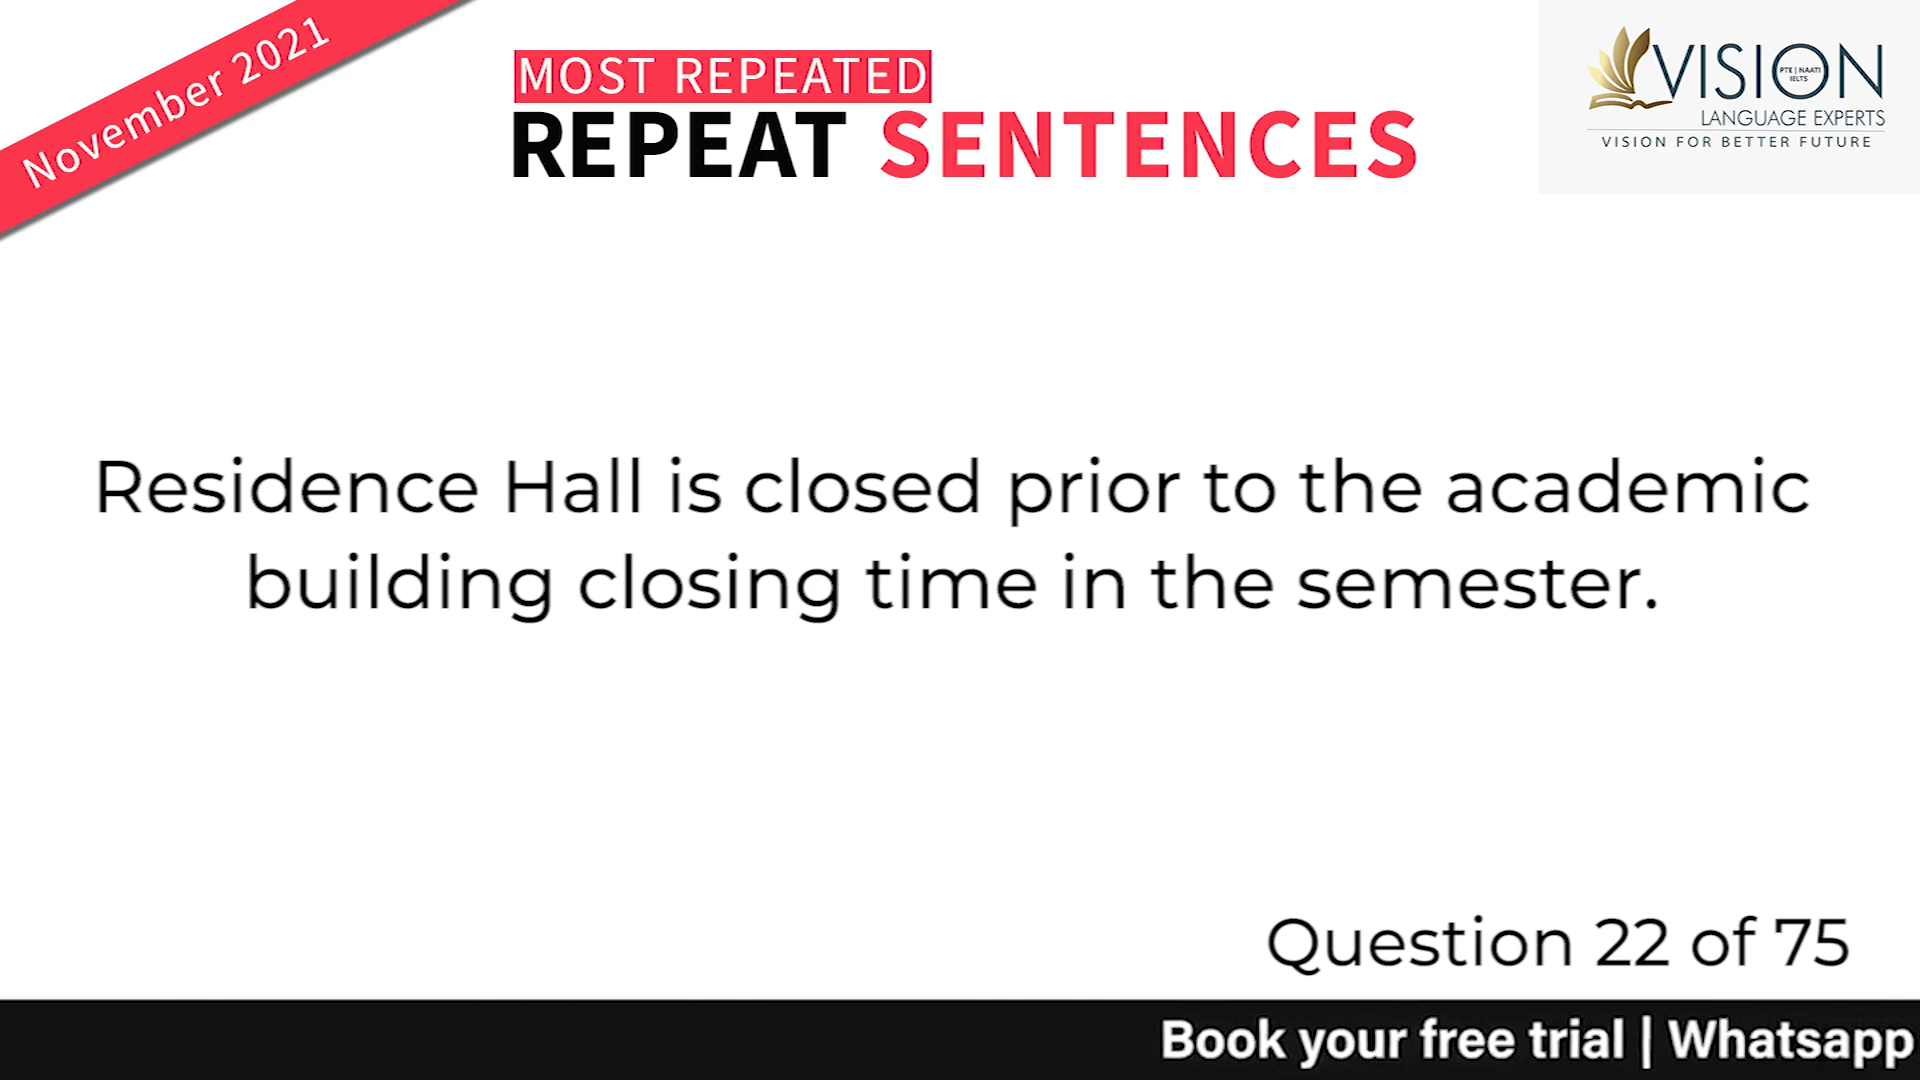 November 2021
MOST REPEATED
REPEAT SENTENCES
VISION
PTE | NAATI
IELTS
LANGUAGE EXPERTS
VISION FOR BETTER FUTURE
Residence Hall is closed prior to the academic
building closing time in the semester.
Question 22 of 75
Book your free trial | Whatsapp